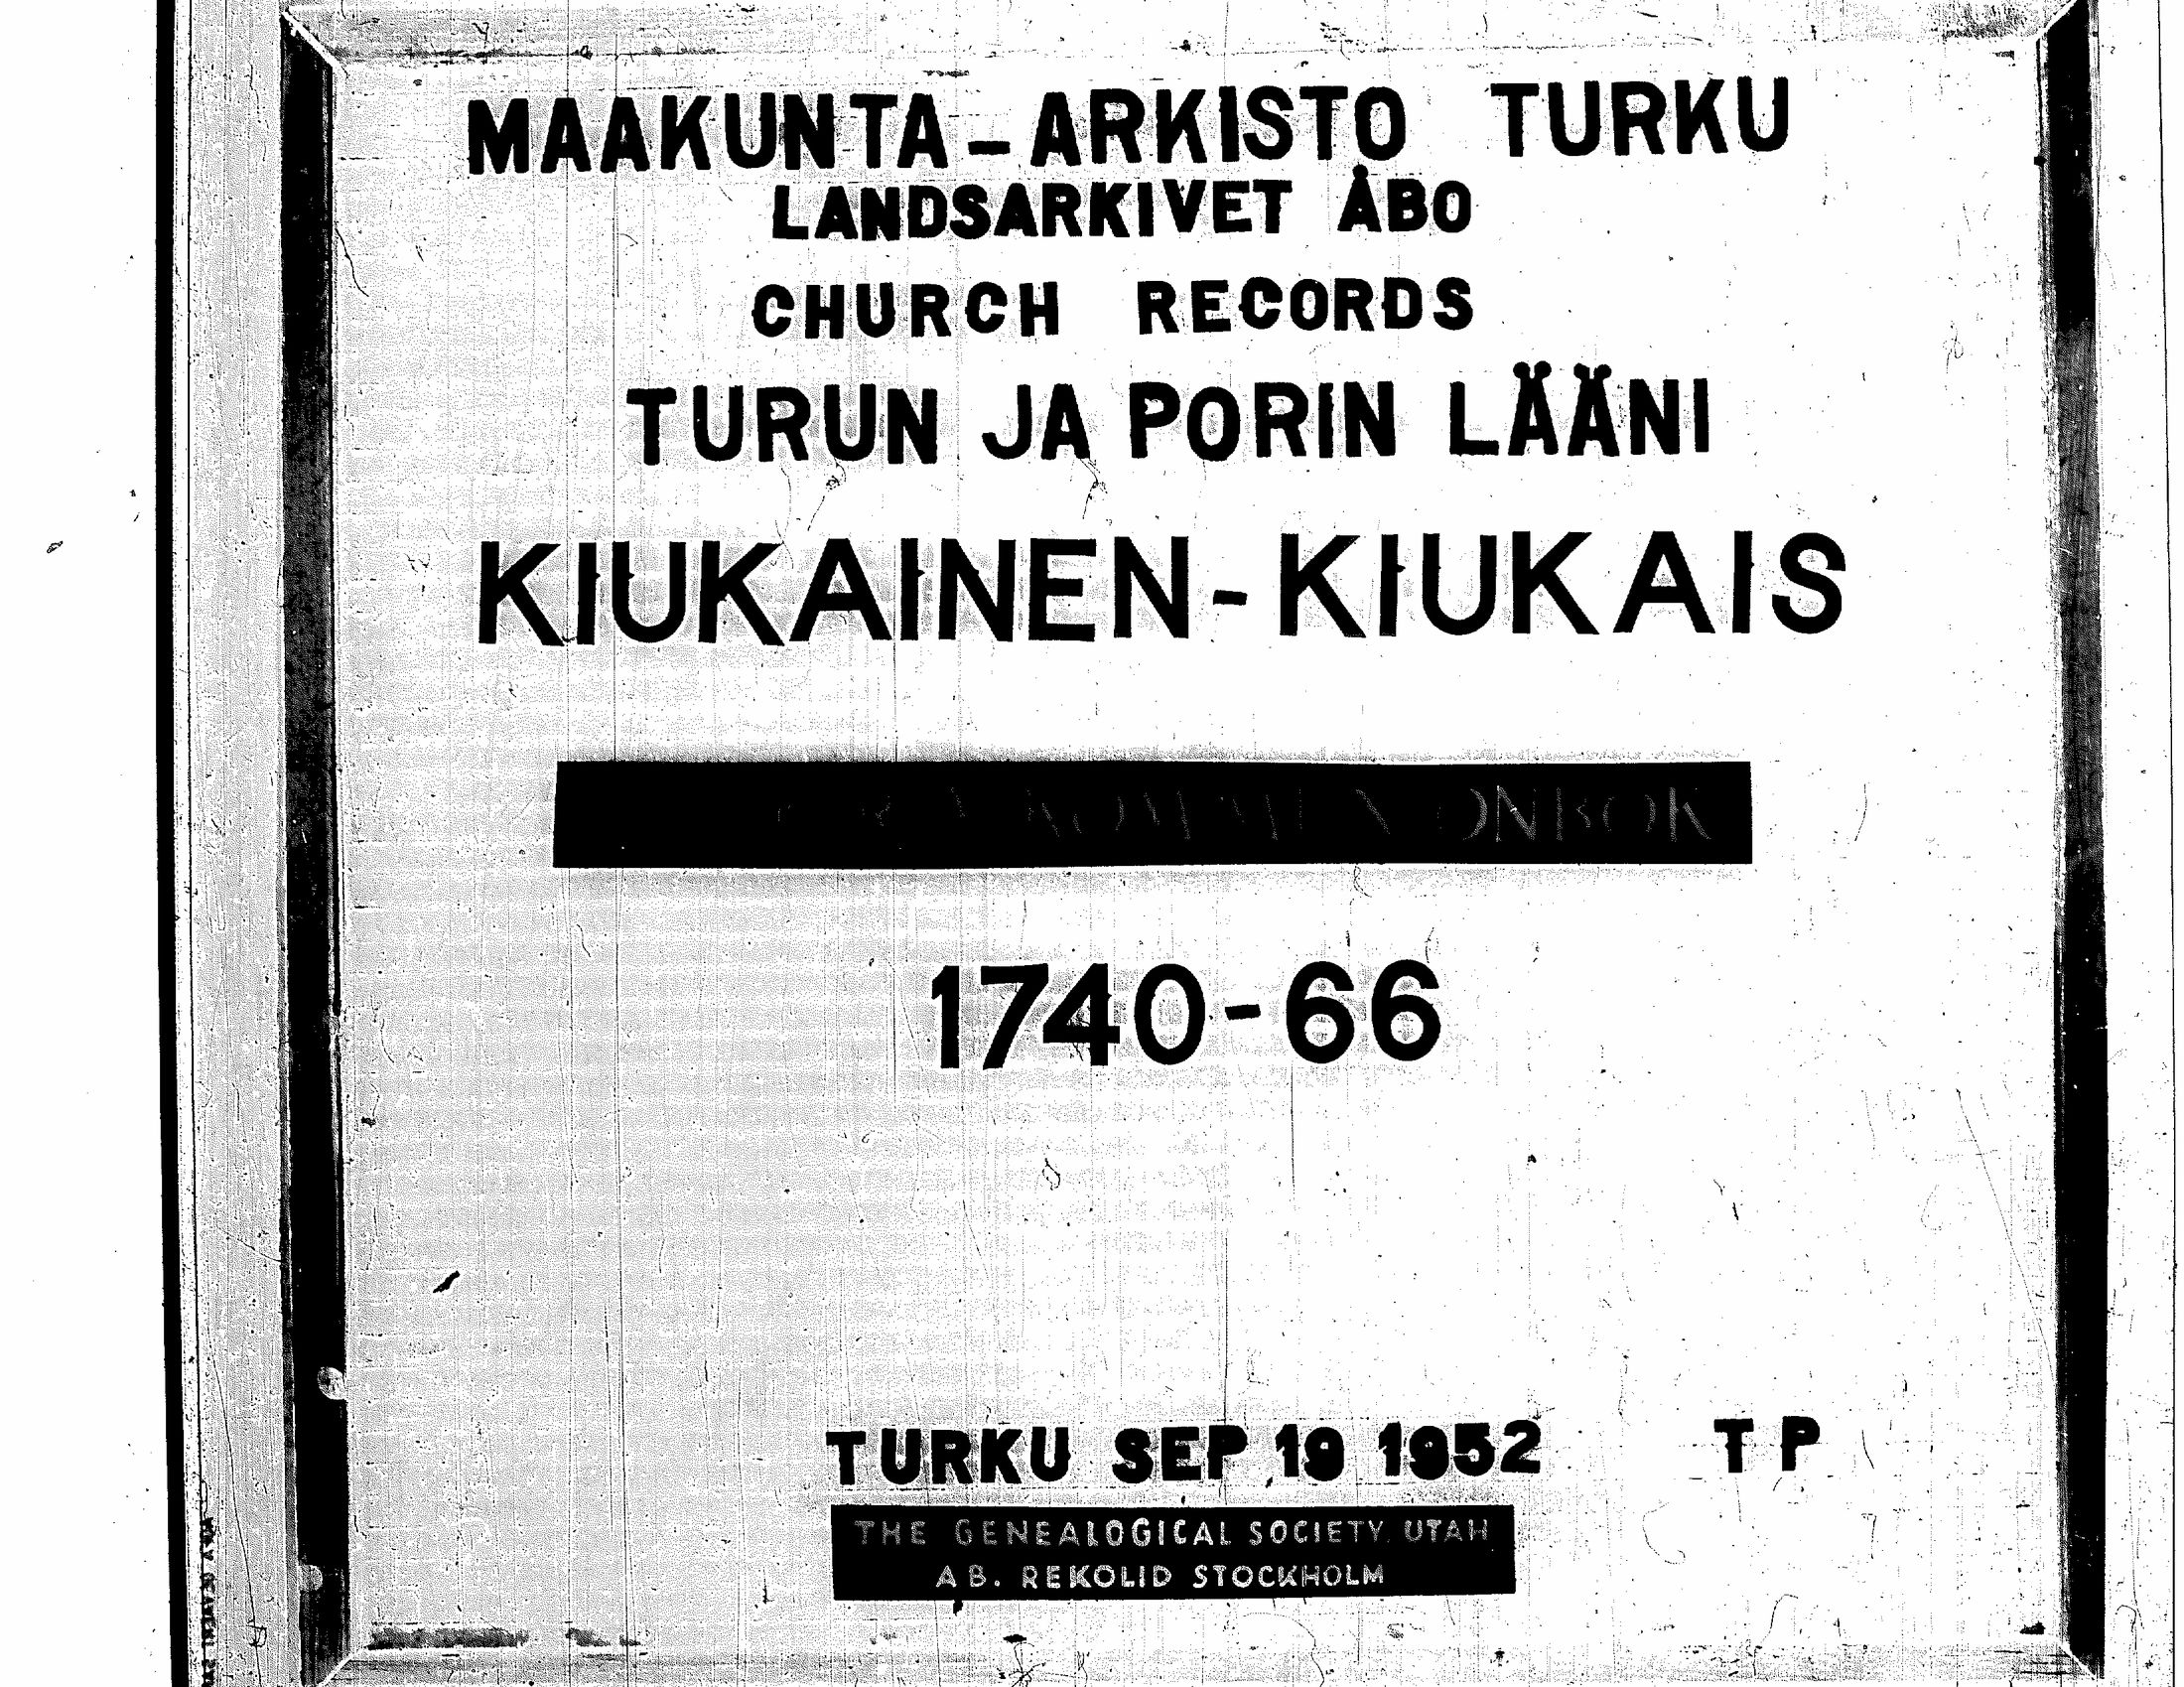 MAAKUNTA-ARKISTO TURKU
LANDSARKIVET ÅBO
CHURCH RECORDS
TURUN JA PORIN LÄÄNI
KIUKAINEN-KIUKAIS
1740-66
TURKU SEP 19 1952 T P
THE GENEALOGICAL SOCIETY, UTAH
AB. REKOLID STOCKHOLM